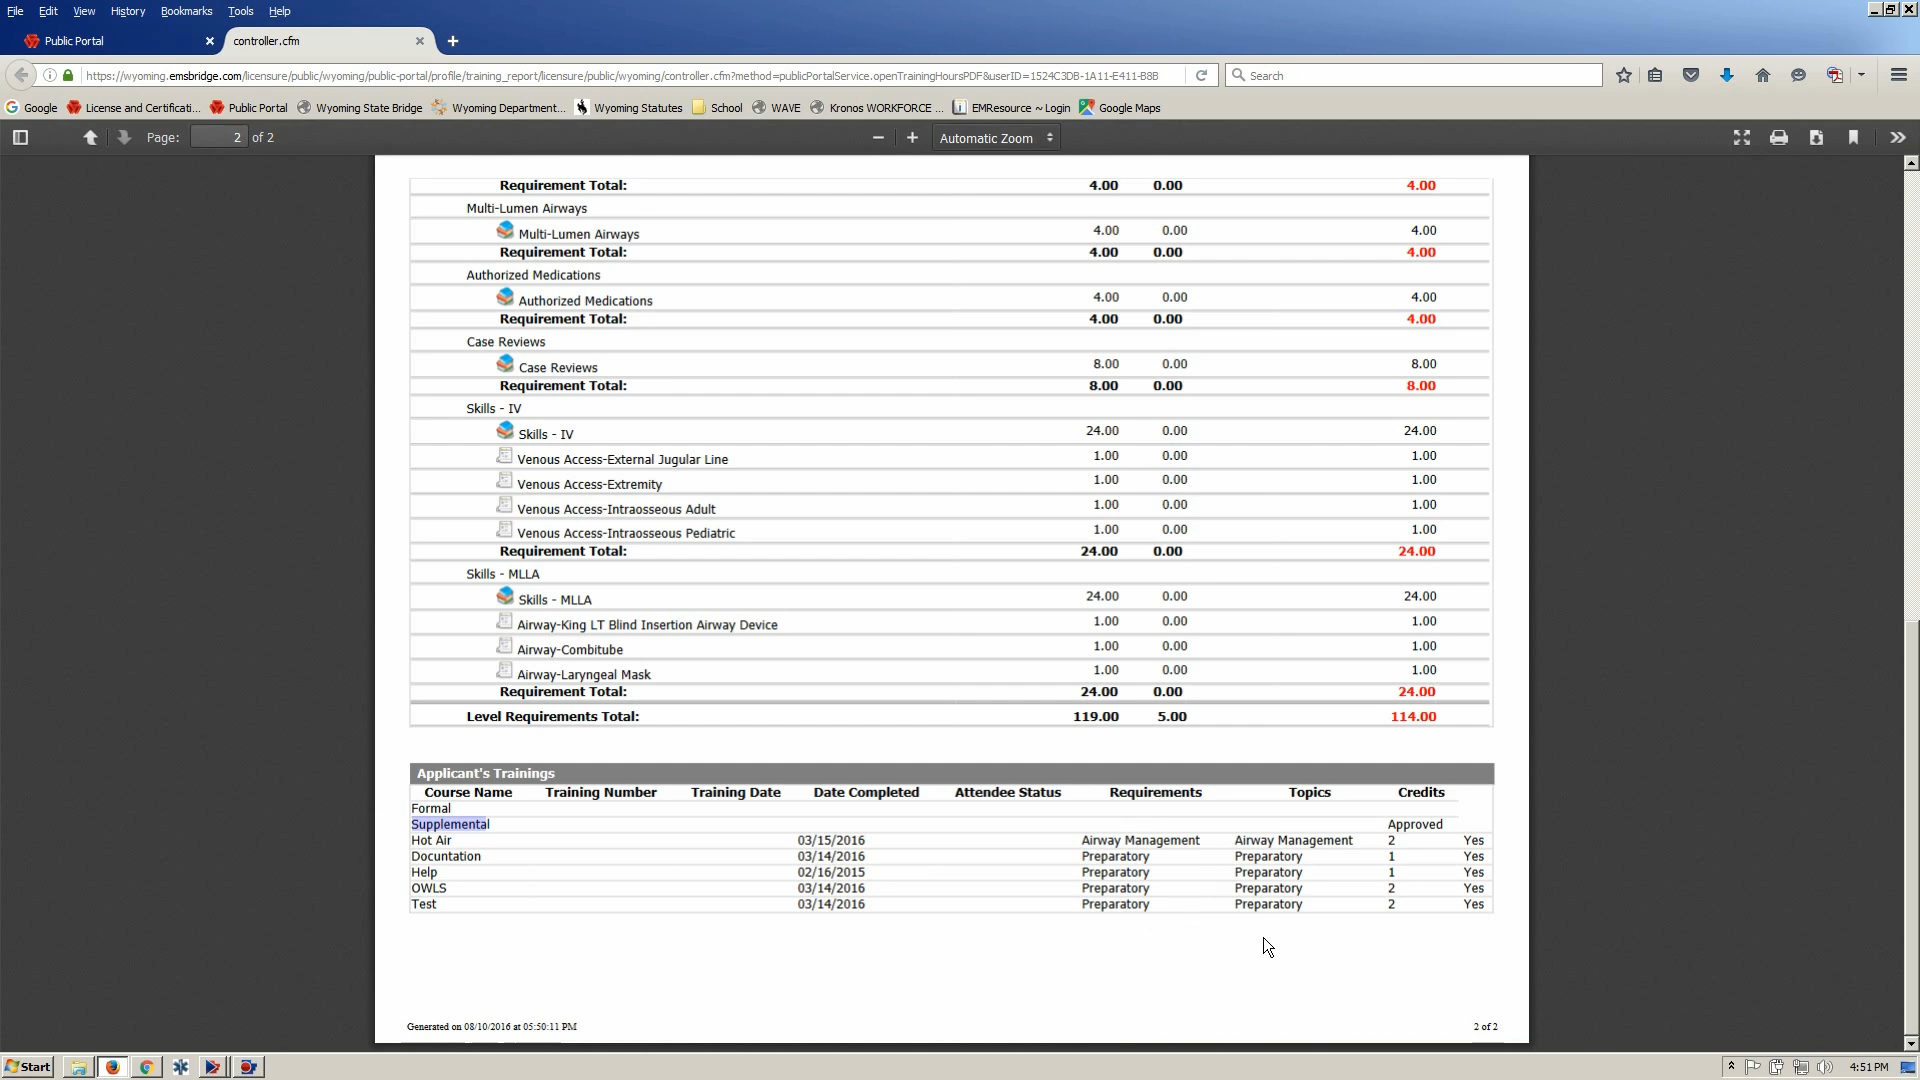 File Edit View History Bookmarks Tools Help
Public Portal controller.cfm
https://wyoming.emsbridge.com/licensure/public/wyoming/public-portal/profile/training_report/licensure/public/wyoming/controller.cfm?method=publicPortalService.openTrainingHoursPDF&userID=1524C3DB-1A11-E411-B8B Search
Google License and Certificati... Public Portal Wyoming State Bridge Wyoming Department... Wyoming Statutes School WAVE Kronos WORKFORCE ... EMResource ~ Login Google Maps
Page: 2 of 2 Automatic Zoom
Requirement Total: 4.00 0.00 4.00
Multi-Lumen Airways
Multi-Lumen Airways 4.00 0.00 4.00
Requirement Total: 4.00 0.00 4.00
Authorized Medications
Authorized Medications 4.00 0.00 4.00
Requirement Total: 4.00 0.00 4.00
Case Reviews
Case Reviews 8.00 0.00 8.00
Requirement Total: 8.00 0.00 8.00
Skills - IV
Skills - IV 24.00 0.00 24.00
Venous Access-External Jugular Line 1.00 0.00 1.00
Venous Access-Extremity 1.00 0.00 1.00
Venous Access-Intraosseous Adult 1.00 0.00 1.00
Venous Access-Intraosseous Pediatric 1.00 0.00 1.00
Requirement Total: 24.00 0.00 24.00
Skills - MLLA
Skills - MLLA 24.00 0.00 24.00
Airway-King LT Blind Insertion Airway Device 1.00 0.00 1.00
Airway-Combitube 1.00 0.00 1.00
Airway-Laryngeal Mask 1.00 0.00 1.00
Requirement Total: 24.00 0.00 24.00
Level Requirements Total: 119.00 5.00 114.00
Applicant's Trainings
Course Name Training Number Training Date Date Completed Attendee Status Requirements Topics Credits
Formal
Supplemental Approved
Hot Air 03/15/2016 Airway Management Airway Management 2 Yes
Docuntation 03/14/2016 Preparatory Preparatory 1 Yes
Help 02/16/2015 Preparatory Preparatory 1 Yes
OWLS 03/14/2016 Preparatory Preparatory 2 Yes
Test 03/14/2016 Preparatory Preparatory 2 Yes
Generated on 08/10/2016 at 05:50:11 PM 2 of 2
Start 4:51 PM